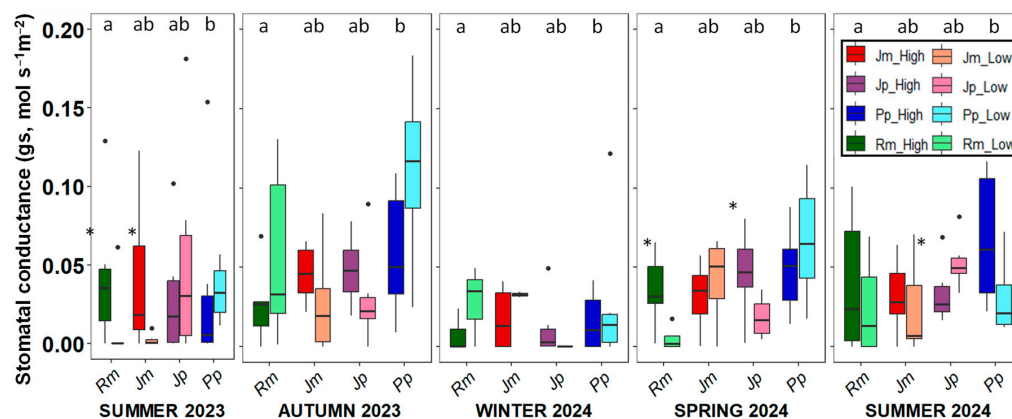 Stomatal conductance (gs, mol s⁻¹m⁻²)
0.20
0.15
0.10
0.05
0.00
a ab ab b
* *
Rm Jm Jp Pp
SUMMER 2023
a ab ab b
Rm Jm Jp Pp
AUTUMN 2023
a ab ab b
Rm Jm Jp Pp
WINTER 2024
a ab ab b
* *
Rm Jm Jp Pp
SPRING 2024
a ab ab b
*
Rm Jm Jp Pp
SUMMER 2024
Jm_High Jm_Low
Jp_High Jp_Low
Pp_High Pp_Low
Rm_High Rm_Low